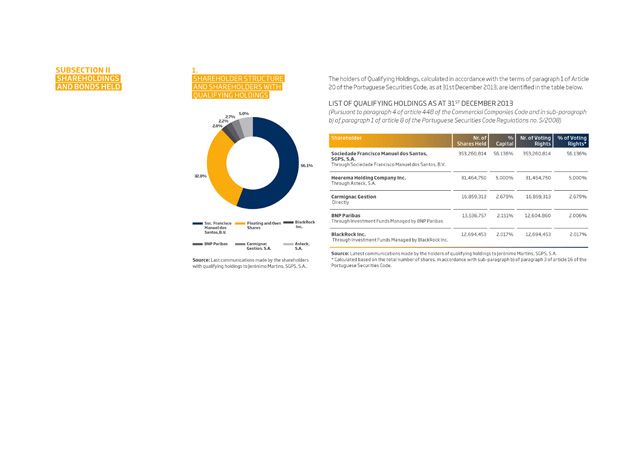 SUBSECTION II
SHAREHOLDINGS
AND BONDS HELD
1.
SHAREHOLDER STRUCTURE
AND SHAREHOLDERS WITH
QUALIFYING HOLDINGS
5.0%
2.7%
2.2%
2.0%
32.0%
56.1%
Soc. Francisco Manuel dos Santos, B.V.
Floating and Own Shares
BlackRock Inc.
BNP Paribas
Carmignac Gestion, S.A.
Asteck, S.A.
Source: Last communications made by the shareholders
with qualifying holdings to Jerónimo Martins, SGPS, S.A..
The holders of Qualifying Holdings, calculated in accordance with the terms of paragraph 1 of Article
20 of the Portuguese Securities Code, as at 31st December 2013, are identified in the table below.
LIST OF QUALIFYING HOLDINGS AS AT 31ST DECEMBER 2013
(Pursuant to paragraph 4 of article 448 of the Commercial Companies Code and in sub-paragraph
b) of paragraph 1 of article 8 of the Portuguese Securities Code Regulations no. 5/2008)
Shareholder Nr. of Shares Held % Capital Nr. of Voting Rights % of Voting Rights*
Sociedade Francisco Manuel dos Santos, SGPS, S.A. 353,260,814 56.136% 353,260,814 56.136%
Through Sociedade Francisco Manuel dos Santos, B.V.
Heerema Holding Company Inc. 31,464,750 5.000% 31,464,750 5.000%
Through Asteck, S.A.
Carmignac Gestion 16,859,313 2.679% 16,859,313 2.679%
Directly
BNP Paribas 13,536,757 2.151% 12,604,860 2.006%
Through Investment Funds Managed by BNP Paribas
BlackRock Inc. 12,694,453 2.017% 12,694,453 2.017%
Through Investment Funds Managed by BlackRock Inc.
Source: Latest communications made by the holders of qualifying holdings to Jerónimo Martins, SGPS, S.A.
* Calculated based on the total number of shares, in accordance with sub-paragraph b) of paragraph 3 of article 16 of the
Portuguese Securities Code.